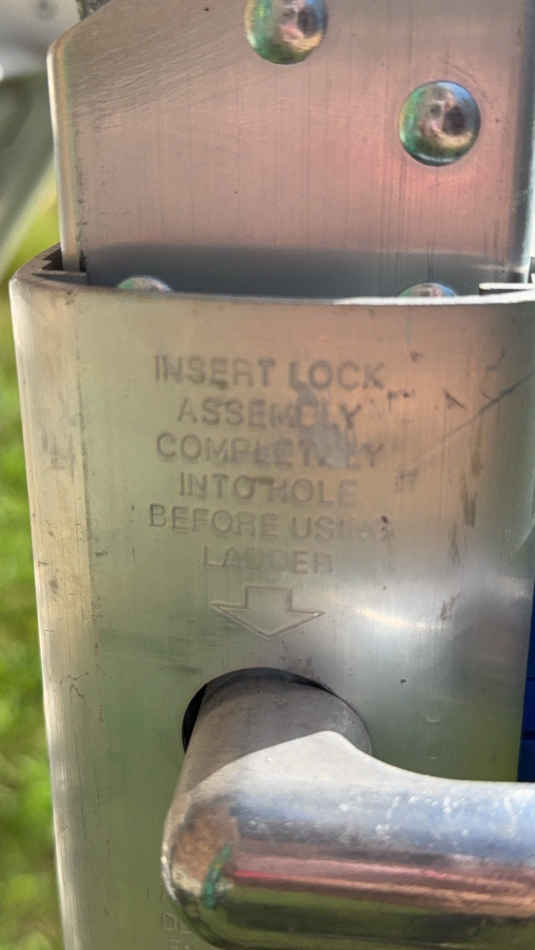 INSERT LOCK
ASSEMBLY
COMPLETELY
INTO HOLE
BEFORE USING
LADDER